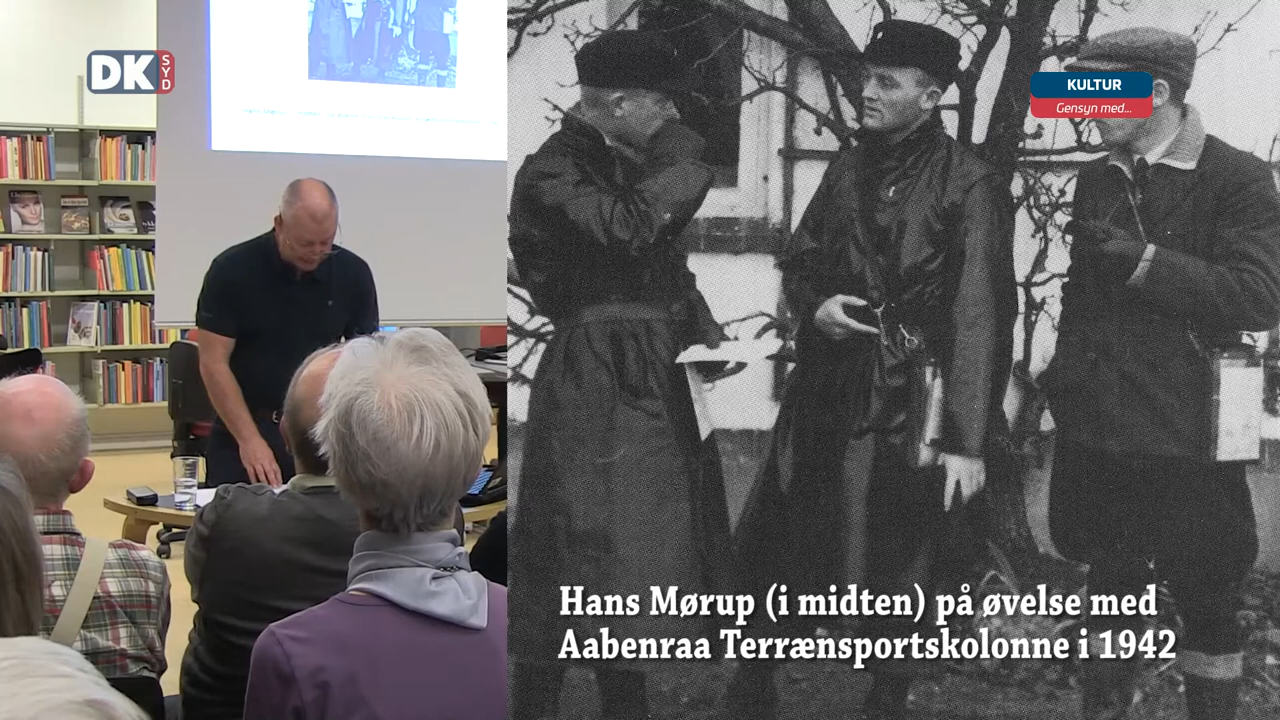 DK SYD
KULTUR
Gensyn med...
Hans Mørup (i midten) på øvelse med
Aabenraa Terrænsportskolonne i 1942